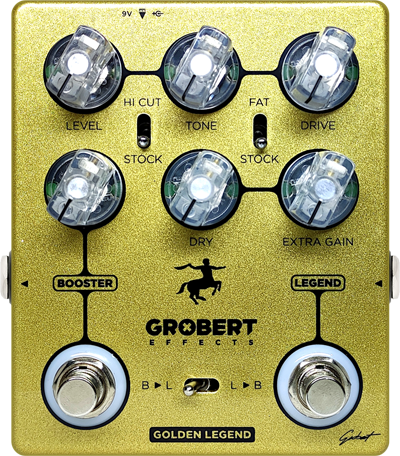 9V
LEVEL HI CUT TONE FAT DRIVE
STOCK STOCK
DRY EXTRA GAIN
BOOSTER LEGEND
GROBERT
EFFECTS
B ▶ L L ▶ B
GOLDEN LEGEND